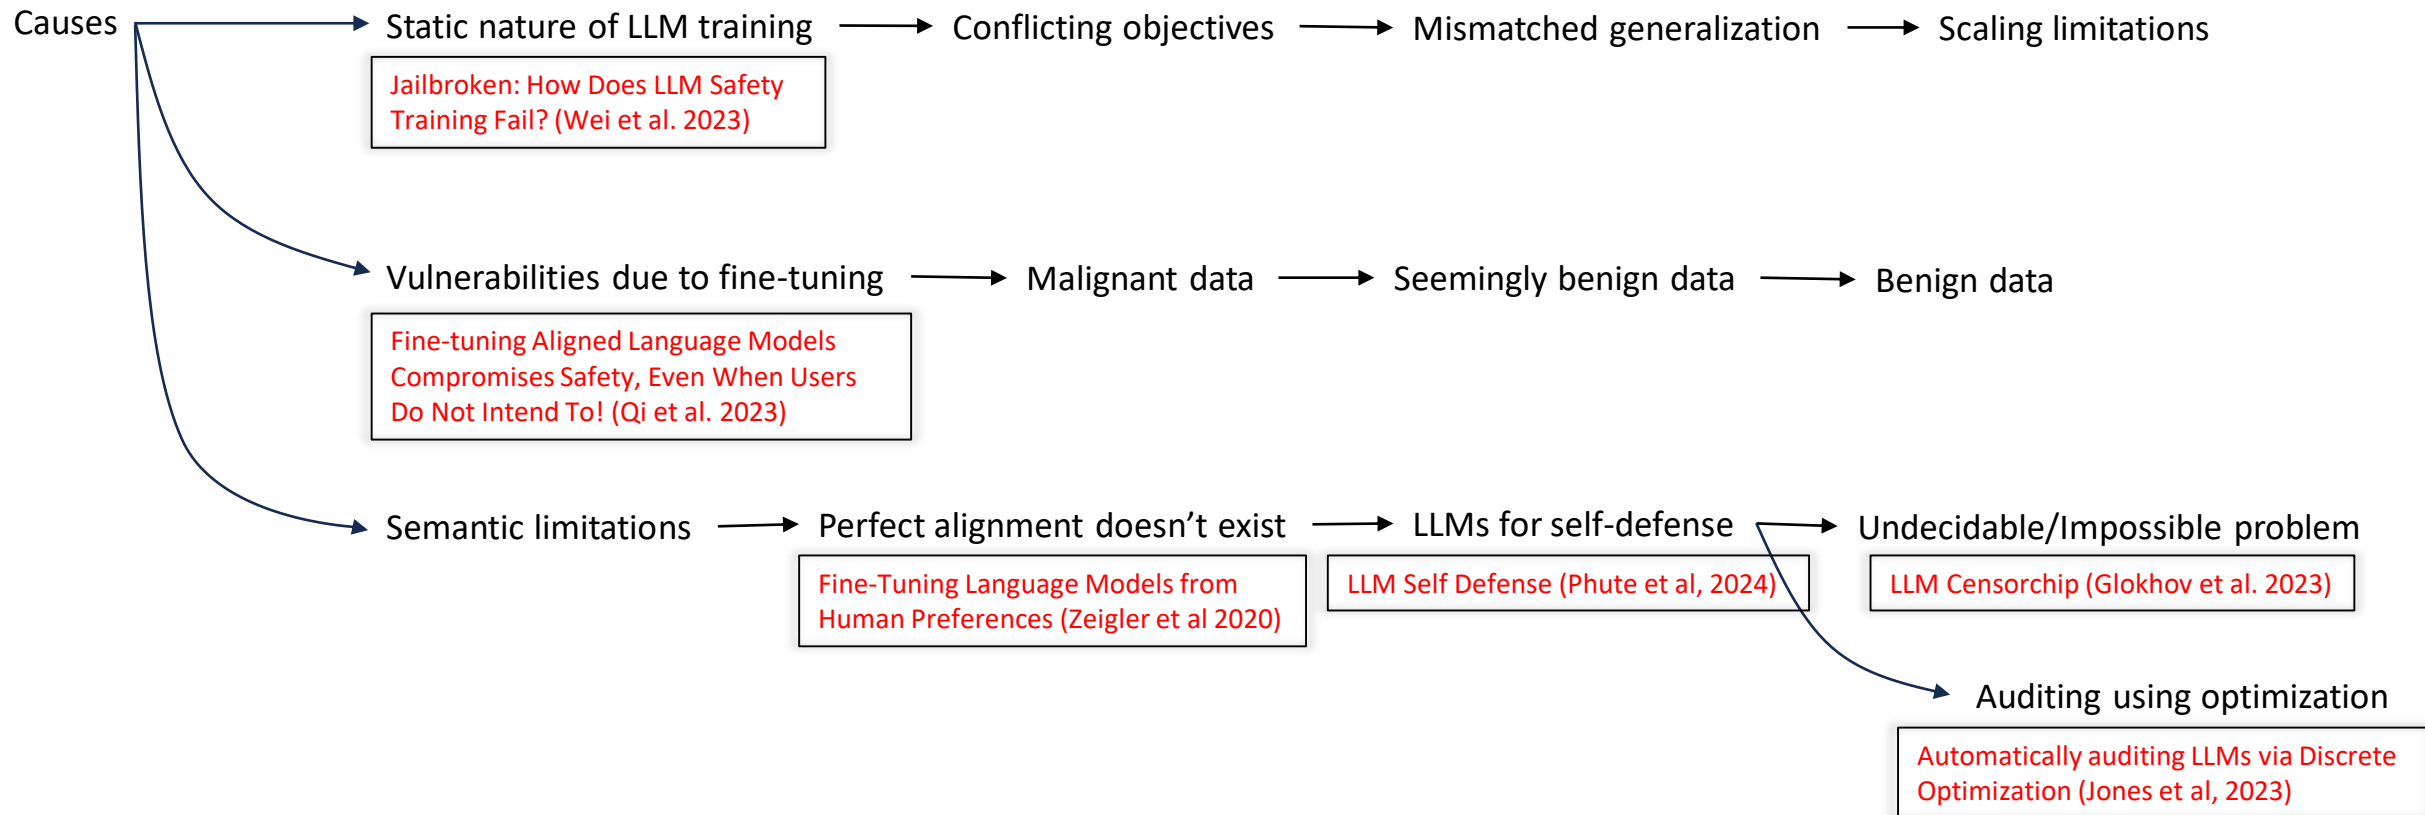 Causes
Static nature of LLM training
Conflicting objectives
Mismatched generalization
Scaling limitations
Jailbroken: How Does LLM Safety
Training Fail? (Wei et al. 2023)
Vulnerabilities due to fine-tuning
Malignant data
Seemingly benign data
Benign data
Fine-tuning Aligned Language Models
Compromises Safety, Even When Users
Do Not Intend To! (Qi et al. 2023)
Semantic limitations
Perfect alignment doesn’t exist
LLMs for self-defense
Undecidable/Impossible problem
Fine-Tuning Language Models from
Human Preferences (Zeigler et al 2020)
LLM Self Defense (Phute et al, 2024)
LLM Censorchip (Glokhov et al. 2023)
Auditing using optimization
Automatically auditing LLMs via Discrete
Optimization (Jones et al, 2023)